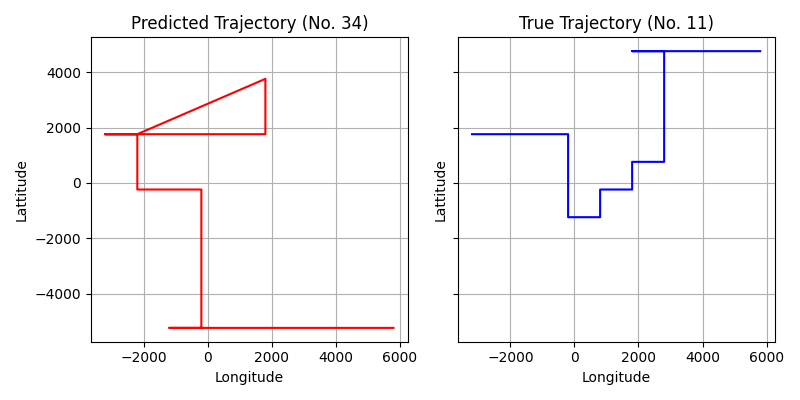 Predicted Trajectory (No. 34)
True Trajectory (No. 11)
Lattitude
4000
2000
0
−2000
−4000
−2000 0 2000 4000 6000
Longitude
Lattitude
−2000 0 2000 4000 6000
Longitude